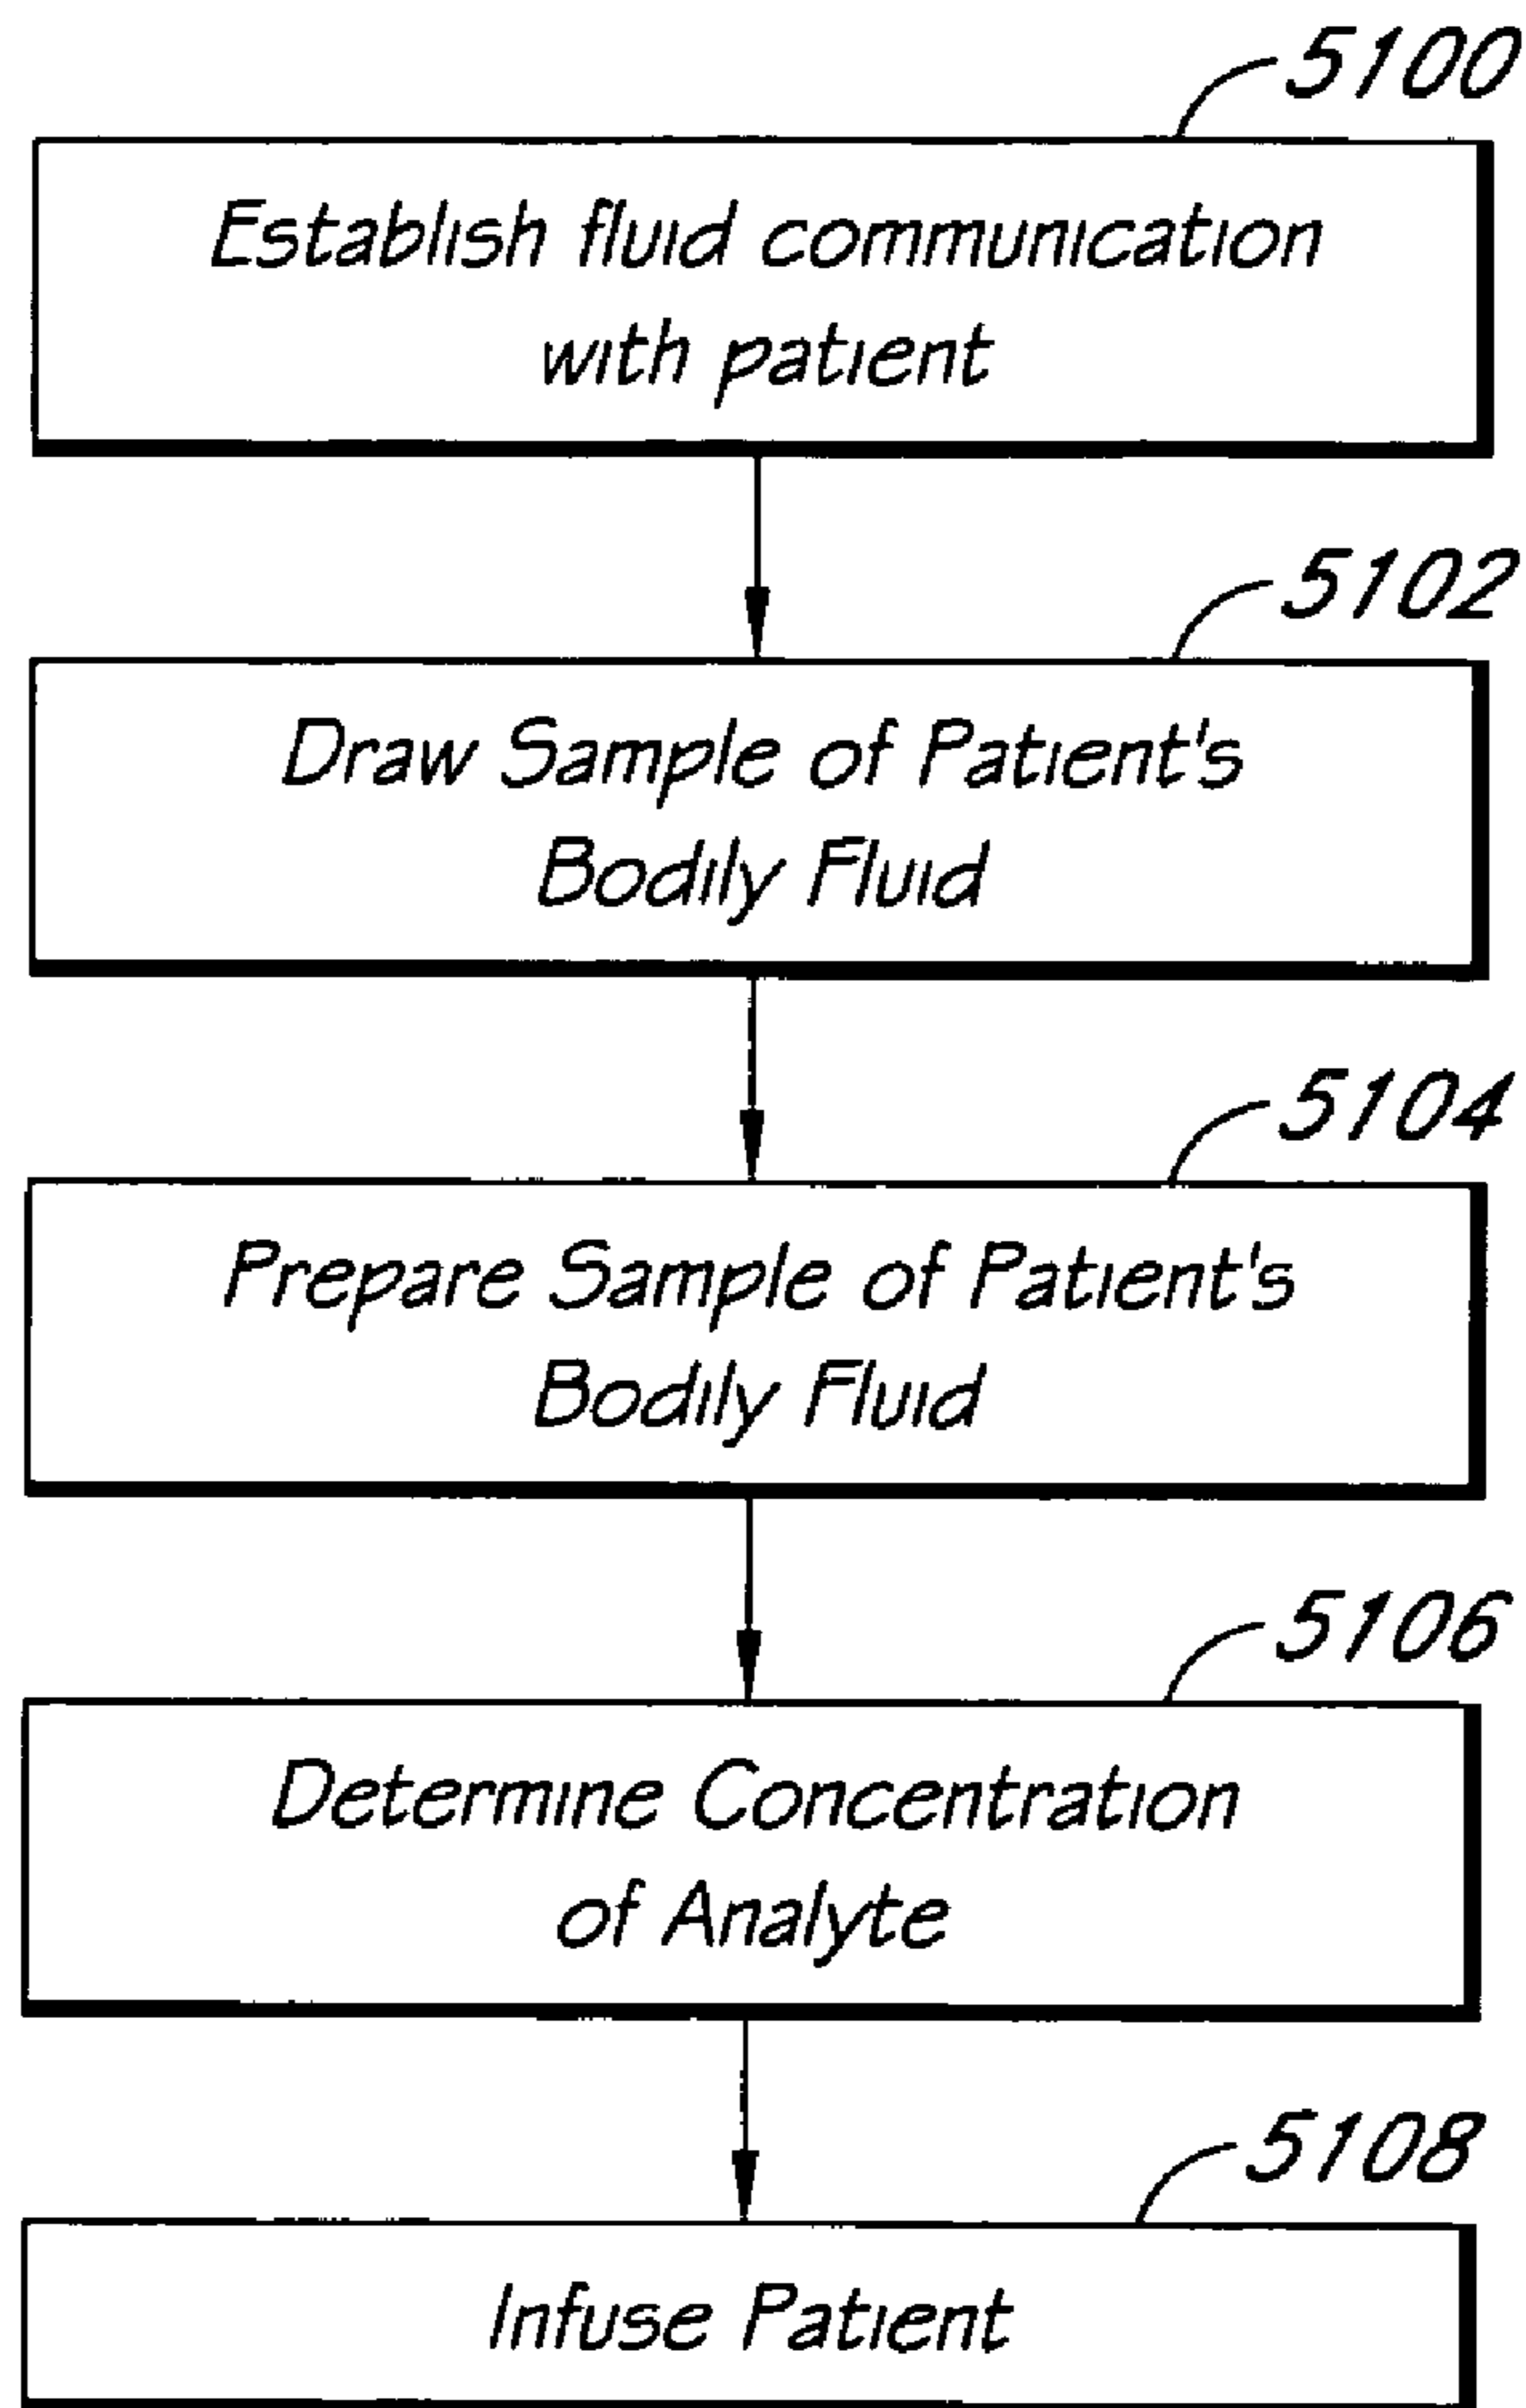 5100
Establish fluid communication
with patient
5102
Draw Sample of Patient's
Bodily Fluid
5104
Prepare Sample of Patient's
Bodily Fluid
5106
Determine Concentration
of Analyte
5108
Infuse Patient